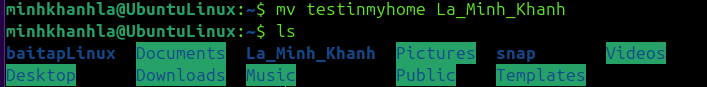 minhkhanhla@UbuntuLinux:~$ mv testinmyhome La_Minh_Khanh
minhkhanhla@UbuntuLinux:~$ ls
baitapLinux  Documents  La_Minh_Khanh  Pictures  snap  Videos
Desktop  Downloads  Music  Public  Templates